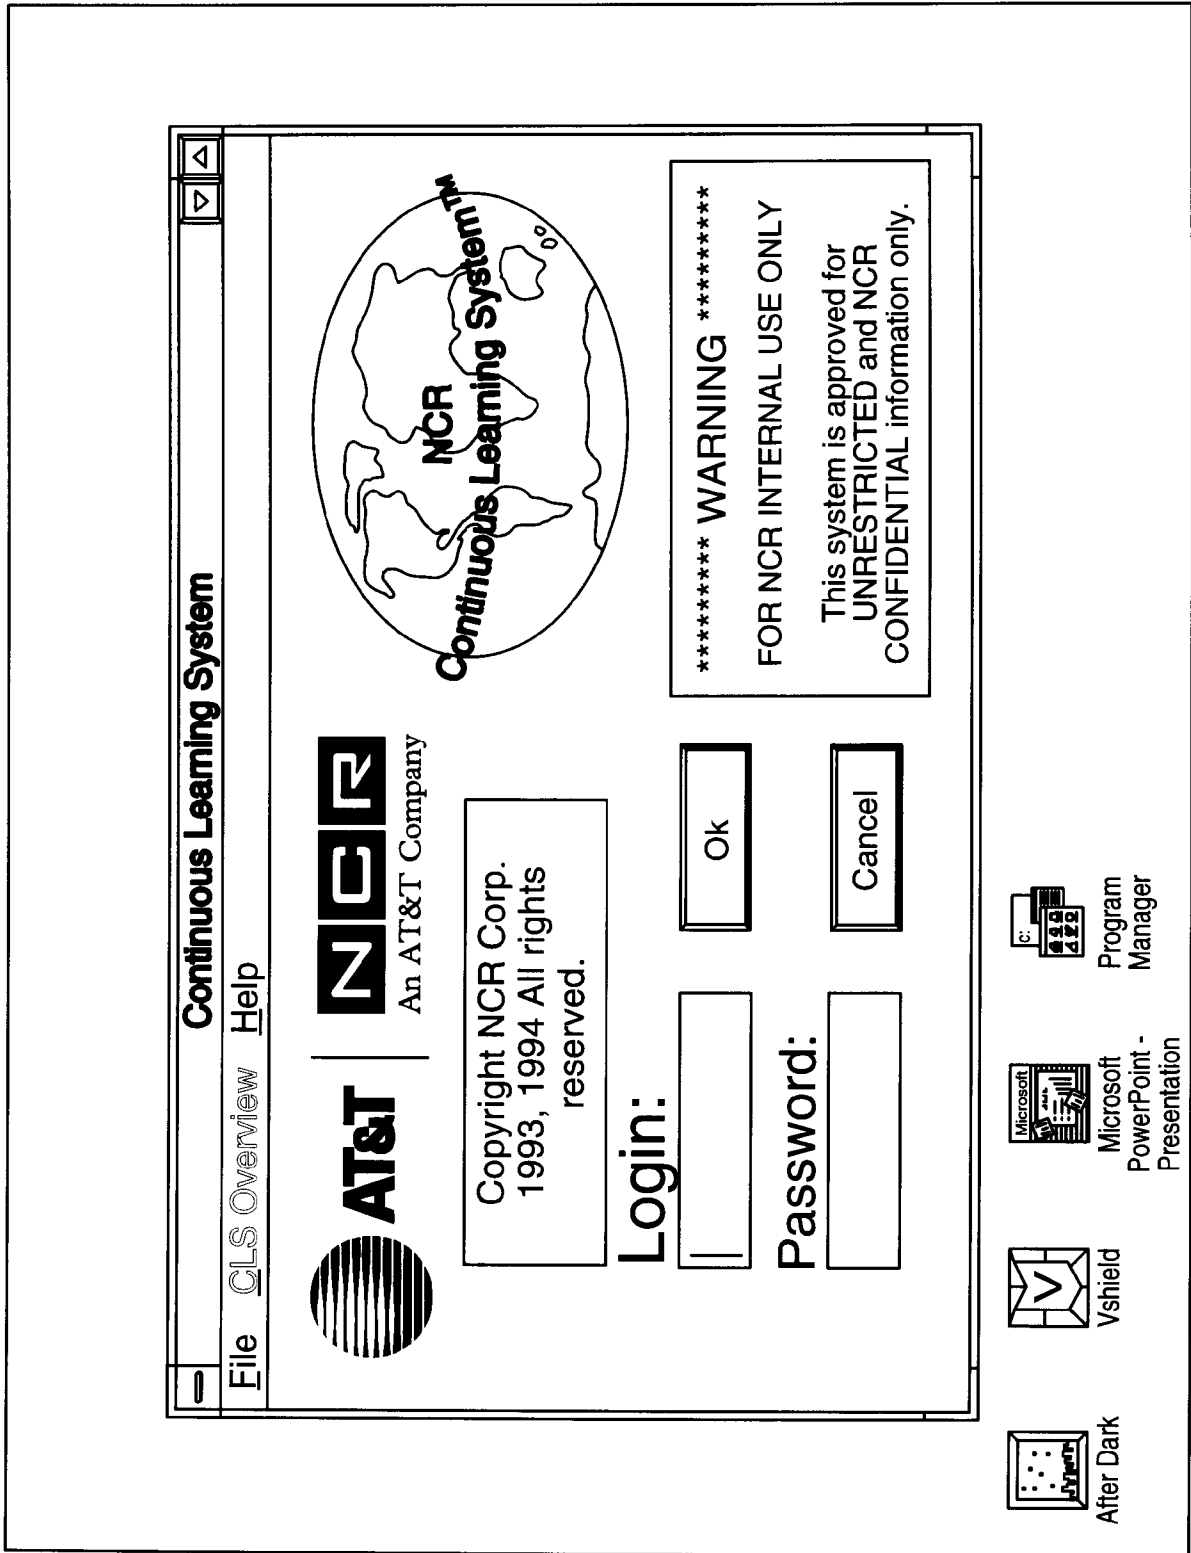 Continuous Learning System
File CLS Overview Help
AT&T
NCR
An AT&T Company
NCR
Continuous Learning System™
Copyright NCR Corp.
1993, 1994 All rights
reserved.
Login:
Password:
Ok
Cancel
********* WARNING *********
FOR NCR INTERNAL USE ONLY
This system is approved for
UNRESTRICTED and NCR
CONFIDENTIAL information only.
After Dark
V
Vshield
Microsoft
Microsoft
PowerPoint -
Presentation
c:
Program
Manager